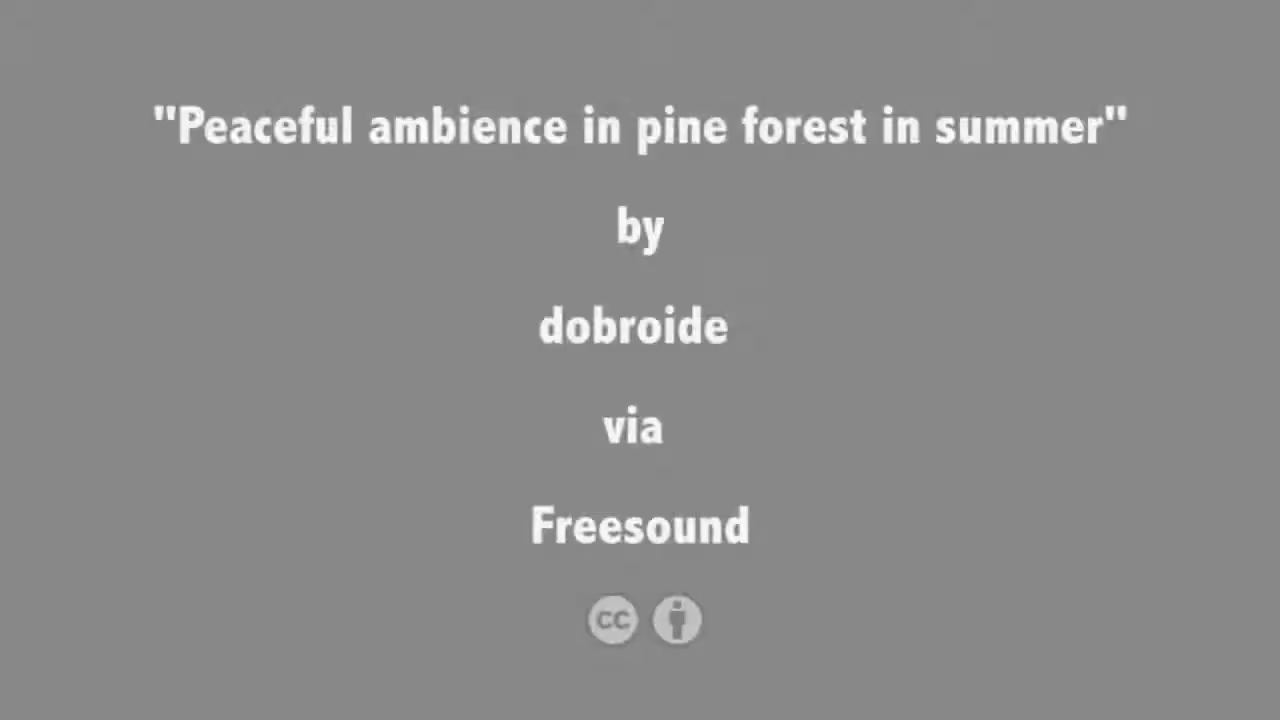 "Peaceful ambience in pine forest in summer"
by
dobroide
via
Freesound
cc